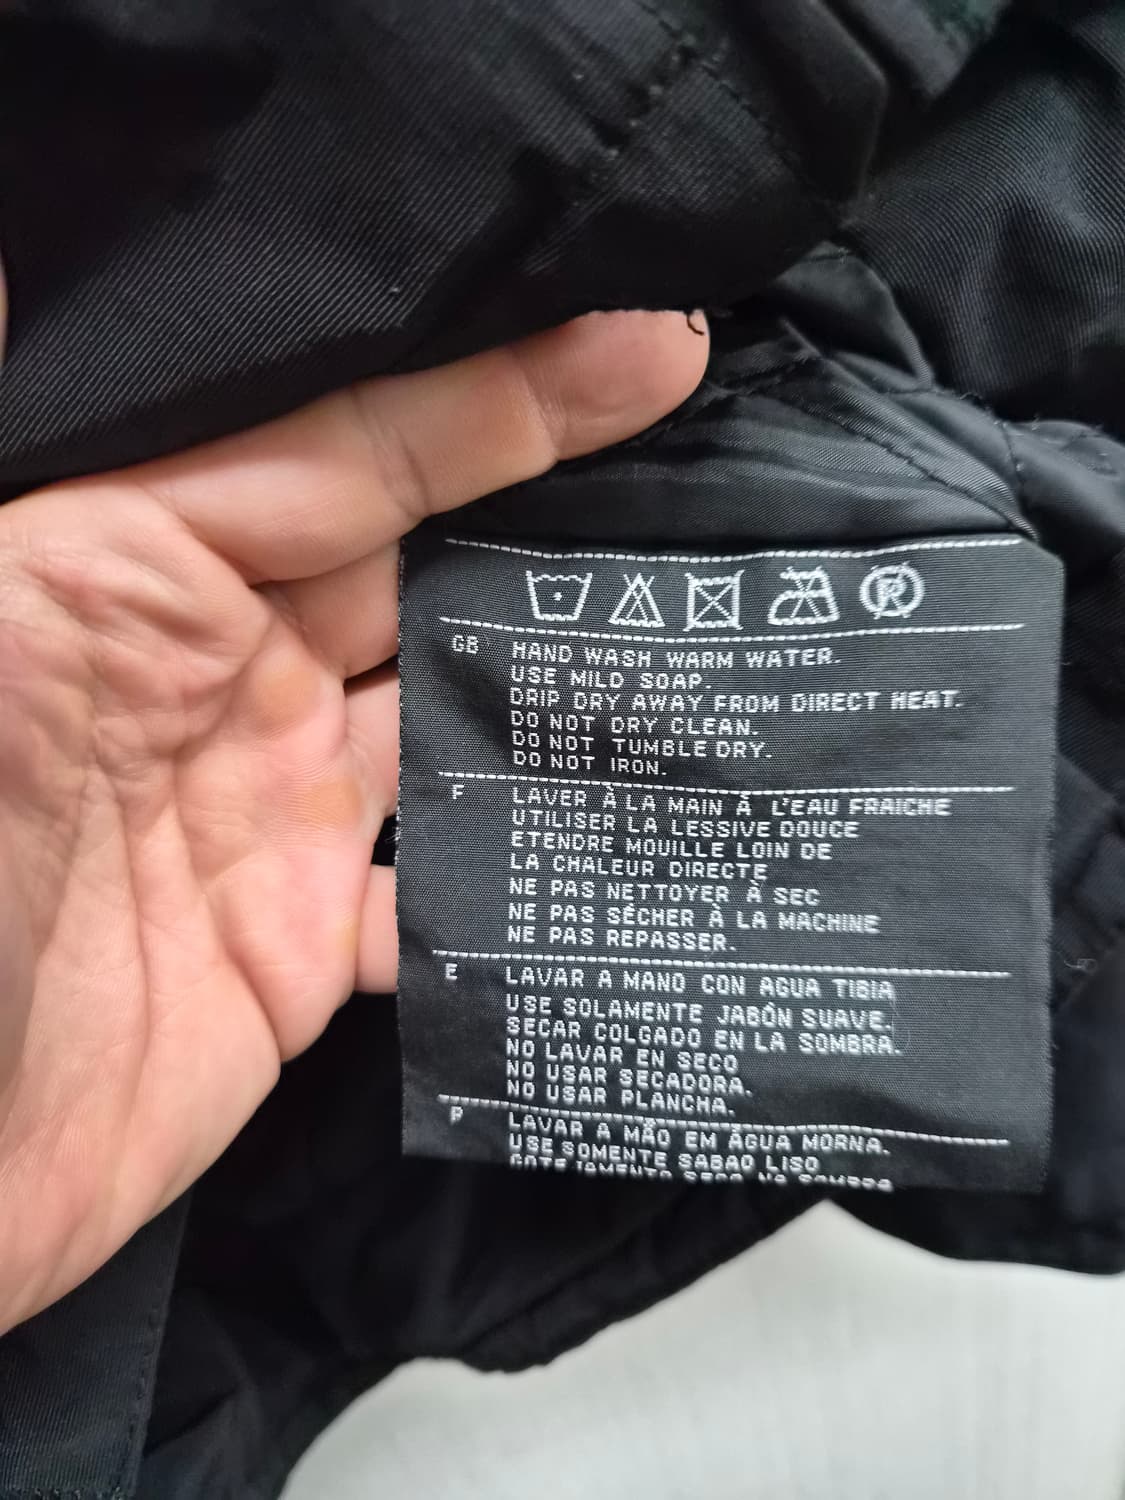 GB HAND WASH WARM WATER.
USE MILD SOAP.
DRIP DRY AWAY FROM DIRECT HEAT.
DO NOT DRY CLEAN.
DO NOT TUMBLE DRY.
DO NOT IRON.
F LAVER À LA MAIN À L'EAU FRAICHE
UTILISER LA LESSIVE DOUCE
ETENDRE MOUILLE LOIN DE
LA CHALEUR DIRECTE
NE PAS NETTOYER À SEC
NE PAS SÉCHER À LA MACHINE
NE PAS REPASSER.
E LAVAR A MANO CON AGUA TIBIA
USE SOLAMENTE JABÓN SUAVE.
SECAR COLGADO EN LA SOMBRA.
NO LAVAR EN SECO
NO USAR SECADORA.
NO USAR PLANCHA.
P LAVAR A MÃO EM ÁGUA MORNA.
USE SOMENTE SABAO LISO
SECO NA SOMBRA